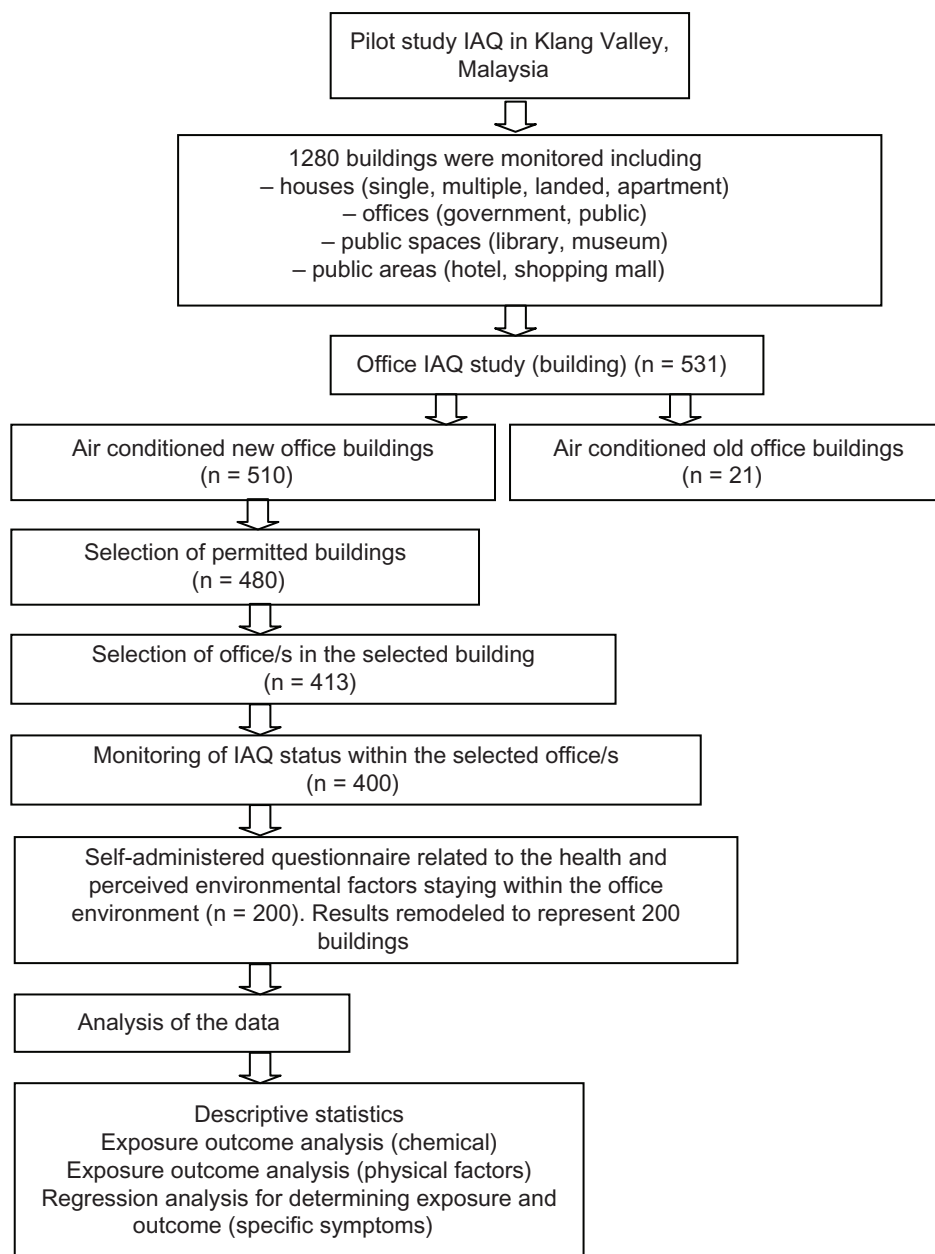 Pilot study IAQ in Klang Valley,
Malaysia
1280 buildings were monitored including
– houses (single, multiple, landed, apartment)
– offices (government, public)
– public spaces (library, museum)
– public areas (hotel, shopping mall)
Office IAQ study (building) (n = 531)
Air conditioned new office buildings
(n = 510)
Air conditioned old office buildings
(n = 21)
Selection of permitted buildings
(n = 480)
Selection of office/s in the selected building
(n = 413)
Monitoring of IAQ status within the selected office/s
(n = 400)
Self-administered questionnaire related to the health and
perceived environmental factors staying within the office
environment (n = 200). Results remodeled to represent 200
buildings
Analysis of the data
Descriptive statistics
Exposure outcome analysis (chemical)
Exposure outcome analysis (physical factors)
Regression analysis for determining exposure and
outcome (specific symptoms)